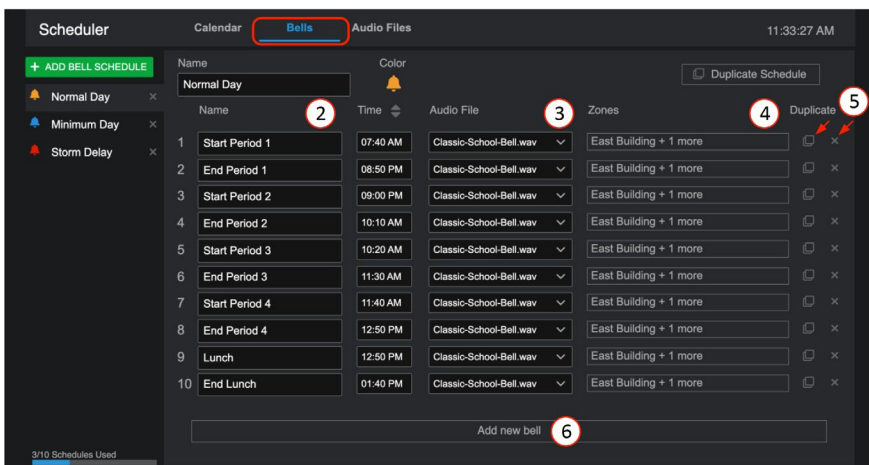 Scheduler Calendar Bells Audio Files 11:33:27 AM
+ ADD BELL SCHEDULE
Normal Day ×
Minimum Day ×
Storm Delay ×
3/10 Schedules Used
Name Color
Normal Day Duplicate Schedule
Name 2 Time Audio File 3 Zones 4 Duplicate 5
1 Start Period 1 07:40 AM Classic-School-Bell.wav East Building + 1 more ×
2 End Period 1 08:50 PM Classic-School-Bell.wav East Building + 1 more ×
3 Start Period 2 09:00 PM Classic-School-Bell.wav East Building + 1 more ×
4 End Period 2 10:10 AM Classic-School-Bell.wav East Building + 1 more ×
5 Start Period 3 10:20 AM Classic-School-Bell.wav East Building + 1 more ×
6 End Period 3 11:30 AM Classic-School-Bell.wav East Building + 1 more ×
7 Start Period 4 11:40 AM Classic-School-Bell.wav East Building + 1 more ×
8 End Period 4 12:50 PM Classic-School-Bell.wav East Building + 1 more ×
9 Lunch 12:50 PM Classic-School-Bell.wav East Building + 1 more ×
10 End Lunch 01:40 PM Classic-School-Bell.wav East Building + 1 more ×
Add new bell 6